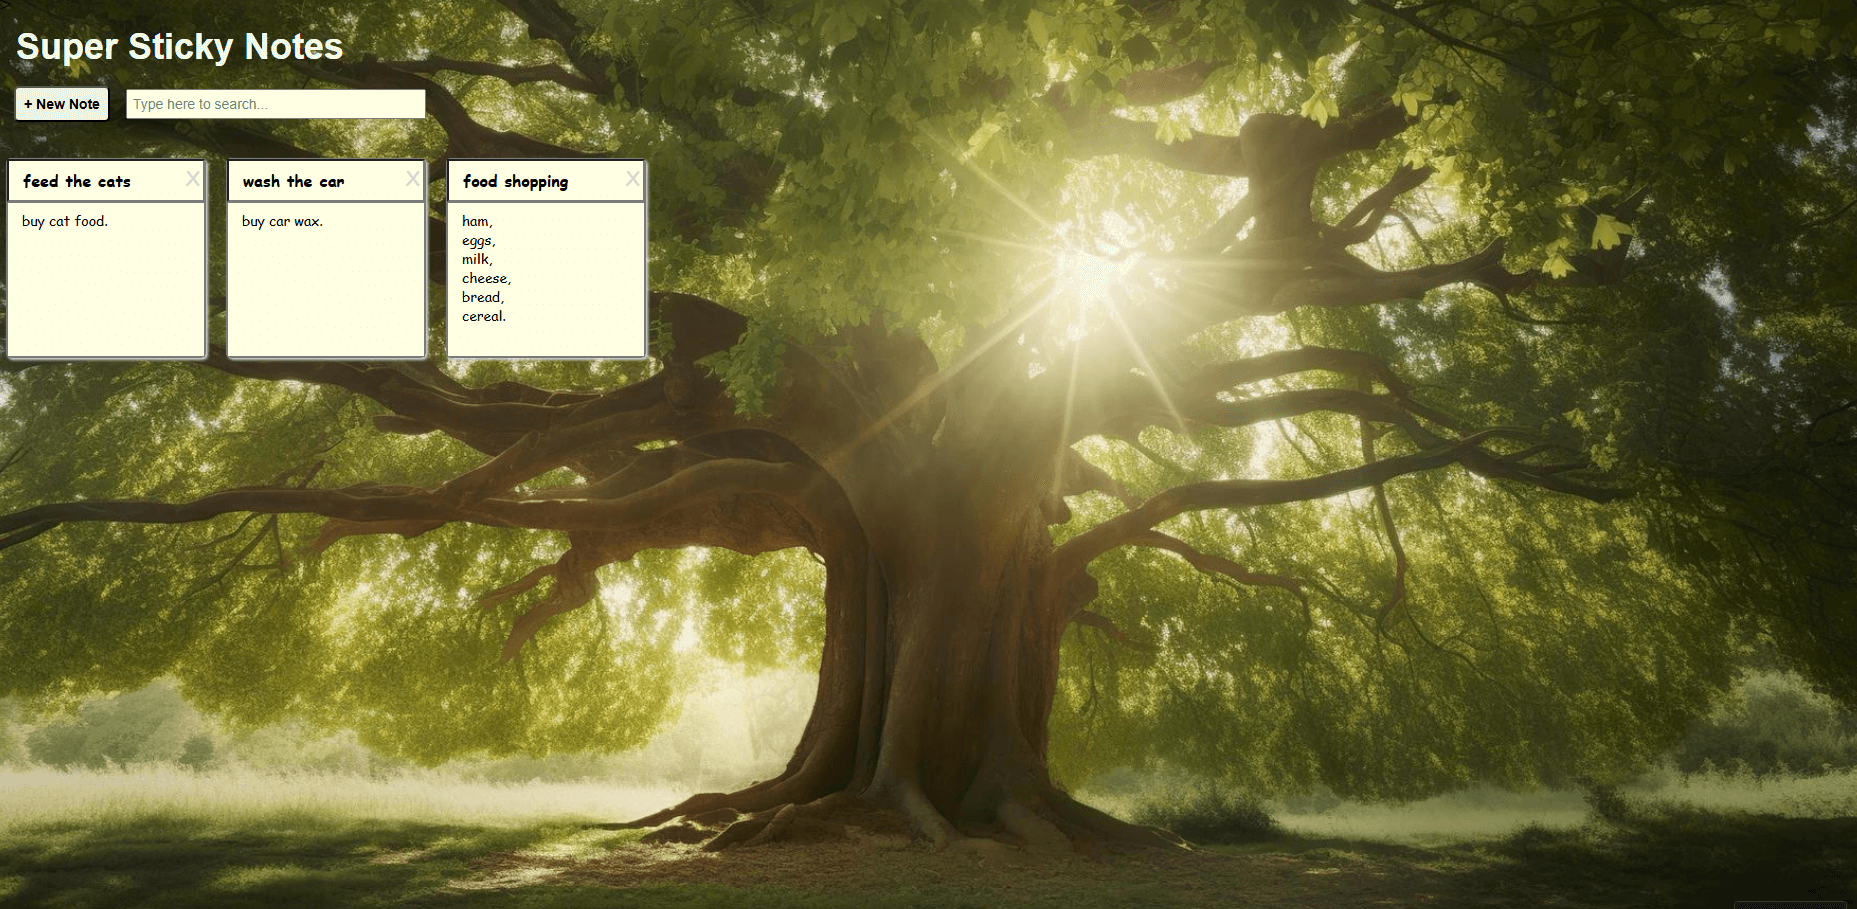 Super Sticky Notes
+ New Note
Type here to search...
feed the cats
X
wash the car
X
food shopping
X
buy cat food.
buy car wax.
ham,
eggs,
milk,
cheese,
bread,
cereal.